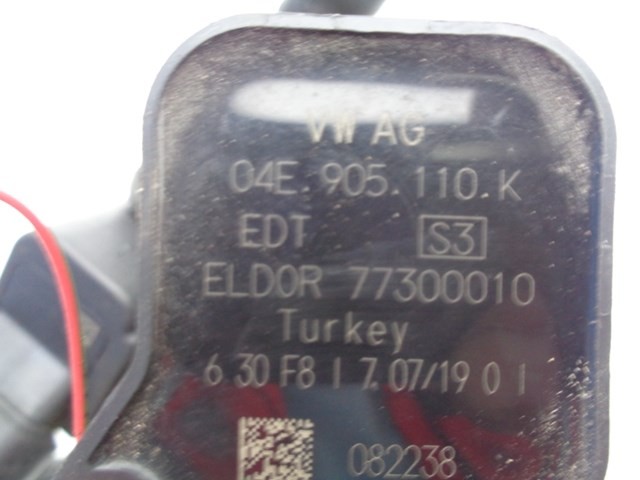 VW AG
04E.905.110.K
EDT S3
ELDOR 77300010
Turkey
6 30 F8 1 7.07/19 0 1
082238